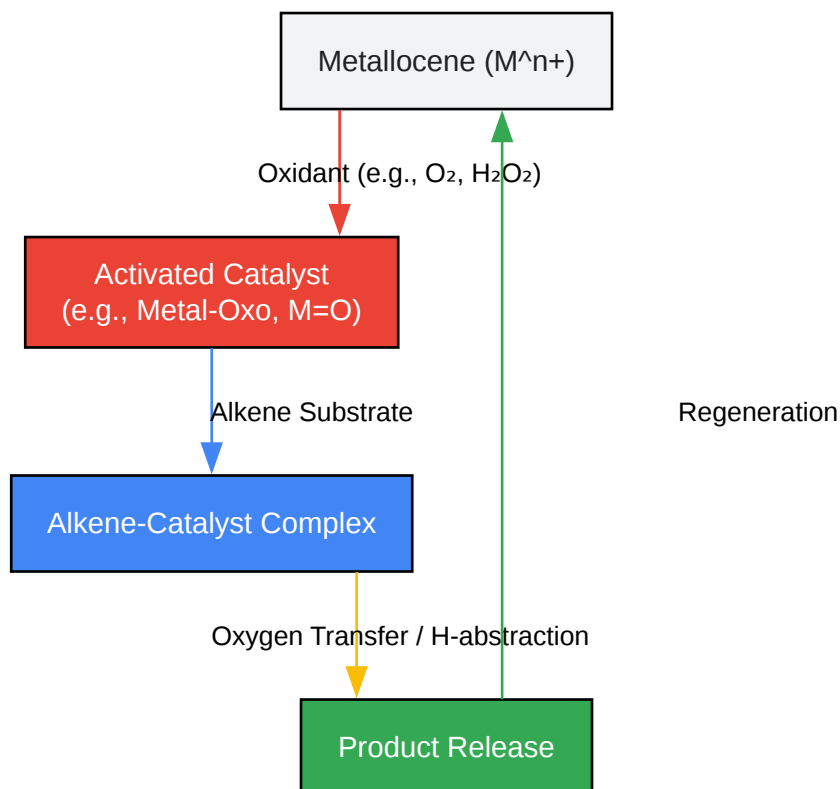 Metallocene (M^n+)
Oxidant (e.g., O₂, H₂O₂)
Activated Catalyst
(e.g., Metal-Oxo, M=O)
Alkene Substrate
Regeneration
Alkene-Catalyst Complex
Oxygen Transfer / H-abstraction
Product Release